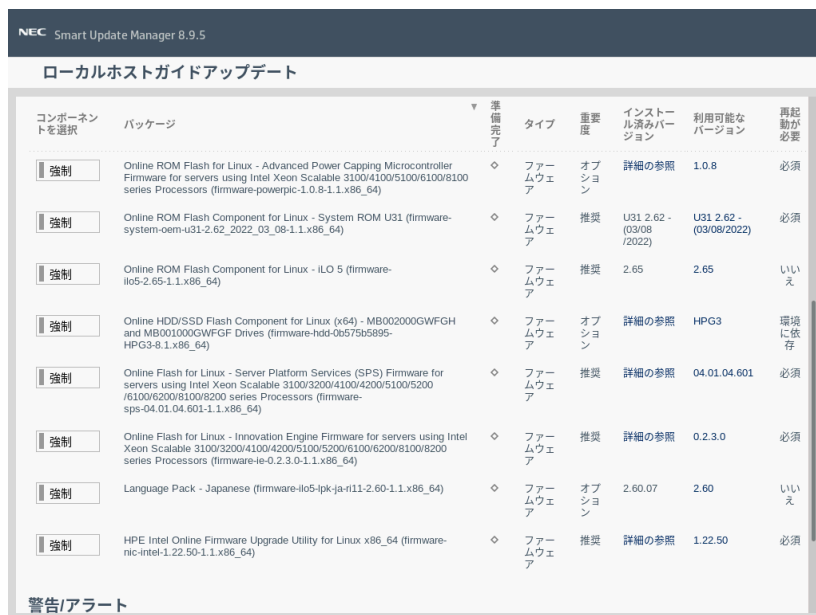 NEC Smart Update Manager 8.9.5
ローカルホストガイドアップデート
コンポーネン
トを選択
パッケージ
▼
準
備
完
了
タイプ
重要
度
インストー
ル済みバー
ジョン
利用可能な
バージョン
再起
動が
必要
強制
Online ROM Flash for Linux - Advanced Power Capping Microcontroller
Firmware for servers using Intel Xeon Scalable 3100/4100/5100/6100/8100
series Processors (firmware-powerpic-1.0.8-1.1.x86_64)
ファー
ムウェ
ア
オプ
ショ
ン
詳細の参照
1.0.8
必須
強制
Online ROM Flash Component for Linux - System ROM U31 (firmware-
system-oem-u31-2.62_2022_03_08-1.1.x86_64)
ファー
ムウェ
ア
推奨
U31 2.62 -
(03/08
/2022)
U31 2.62 -
(03/08/2022)
必須
強制
Online ROM Flash Component for Linux - iLO 5 (firmware-
ilo5-2.65-1.1.x86_64)
ファー
ムウェ
ア
推奨
2.65
2.65
いい
え
強制
Online HDD/SSD Flash Component for Linux (x64) - MB002000GWFGH
and MB001000GWFGF Drives (firmware-hdd-0b575b5895-
HPG3-8.1.x86_64)
ファー
ムウェ
ア
オプ
ショ
ン
詳細の参照
HPG3
環境
に依
存
強制
Online Flash for Linux - Server Platform Services (SPS) Firmware for
servers using Intel Xeon Scalable 3100/3200/4100/4200/5100/5200
/6100/6200/8100/8200 series Processors (firmware-
sps-04.01.04.601-1.1.x86_64)
ファー
ムウェ
ア
推奨
詳細の参照
04.01.04.601
必須
強制
Online Flash for Linux - Innovation Engine Firmware for servers using Intel
Xeon Scalable 3100/3200/4100/4200/5100/5200/6100/6200/8100/8200
series Processors (firmware-ie-0.2.3.0-1.1.x86_64)
ファー
ムウェ
ア
推奨
詳細の参照
0.2.3.0
必須
強制
Language Pack - Japanese (firmware-ilo5-lpk-ja-ri11-2.60-1.1.x86_64)
ファー
ムウェ
ア
オプ
ショ
ン
2.60.07
2.60
いい
え
強制
HPE Intel Online Firmware Upgrade Utility for Linux x86_64 (firmware-
nic-intel-1.22.50-1.1.x86_64)
ファー
ムウェ
ア
推奨
詳細の参照
1.22.50
必須
警告/アラート